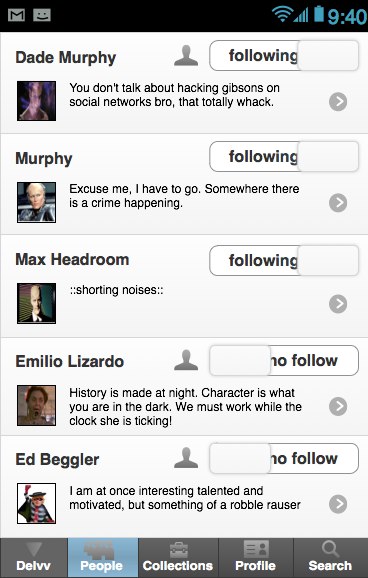 9:40
Dade Murphy
following
You don't talk about hacking gibsons on
social networks bro, that totally whack.
Murphy
following
Excuse me, I have to go. Somewhere there
is a crime happening.
Max Headroom
following
::shorting noises::
Emilio Lizardo
no follow
History is made at night. Character is what
you are in the dark. We must work while the
clock she is ticking!
Ed Beggler
no follow
I am at once interesting talented and
motivated, but something of a robble rauser
Delvv
People
Collections
Profile
Search